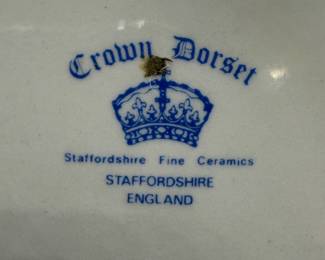 Crown Dorset
Staffordshire Fine Ceramics
STAFFORDSHIRE
ENGLAND